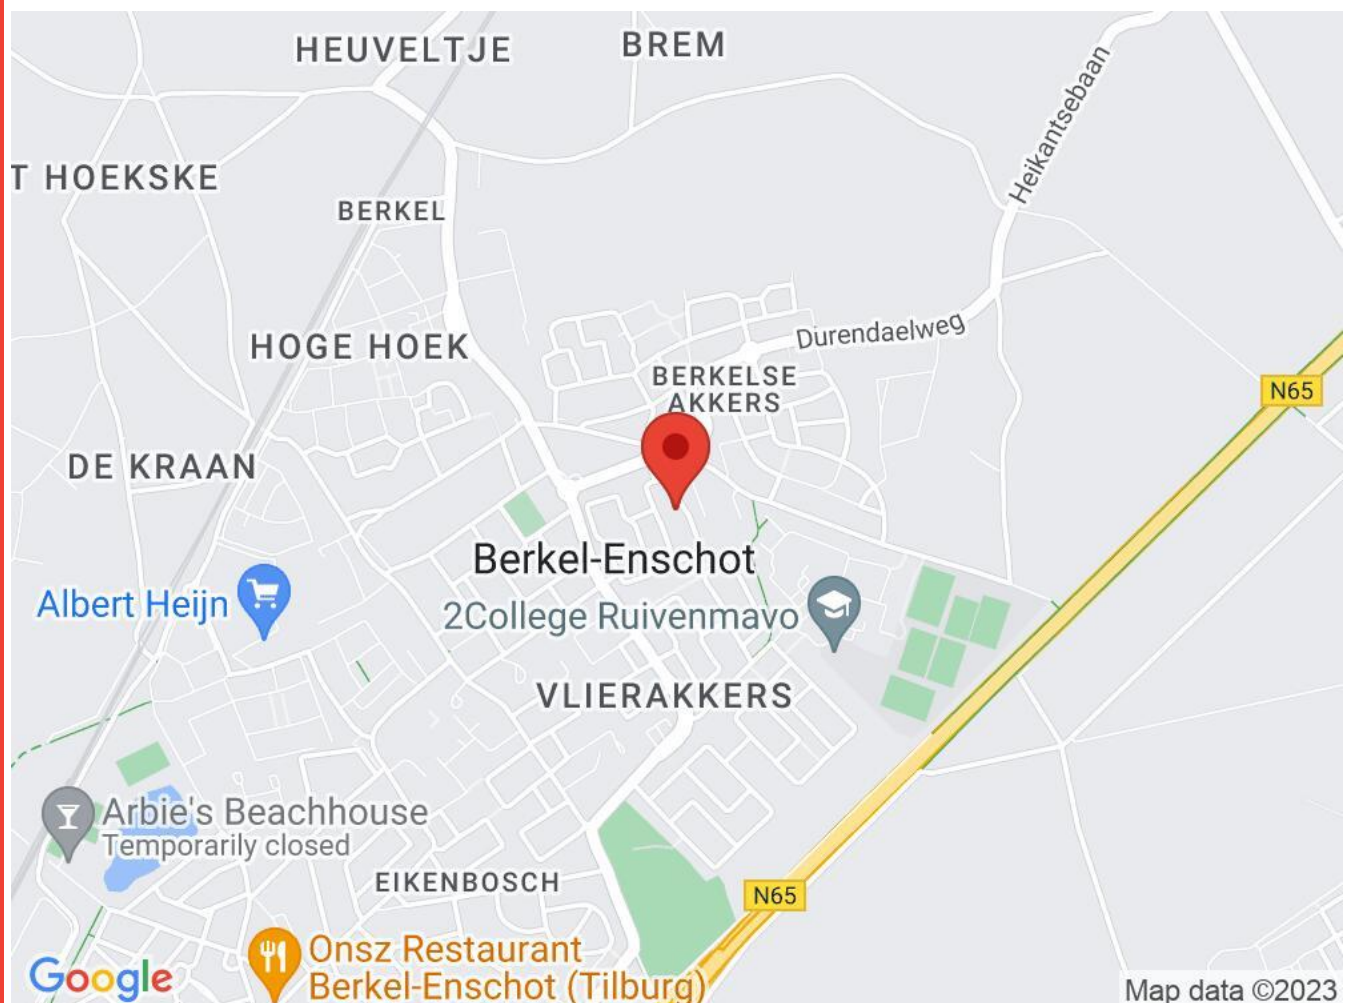 HEUVELTJE
BREM
Heikantsebaan
T HOEKSKE
BERKEL
Durendaelweg
HOGE HOEK
BERKELSE
AKKERS
N65
DE KRAAN
Berkel-Enschot
Albert Heijn
2College Ruivenmavo
VLIERAKKERS
Arbie's Beachhouse
Temporarily closed
EIKENBOSCH
N65
Onsz Restaurant
Berkel-Enschot (Tilburg)
Google
Map data ©2023